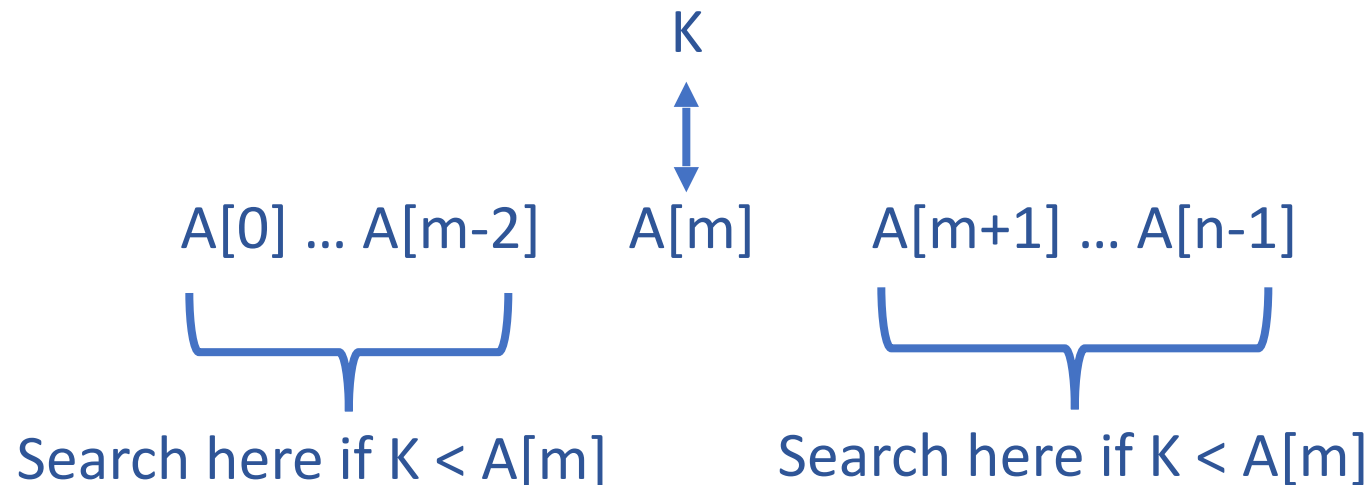 K
A[0] ... A[m-2] A[m] A[m+1] ... A[n-1]
Search here if K < A[m] Search here if K < A[m]